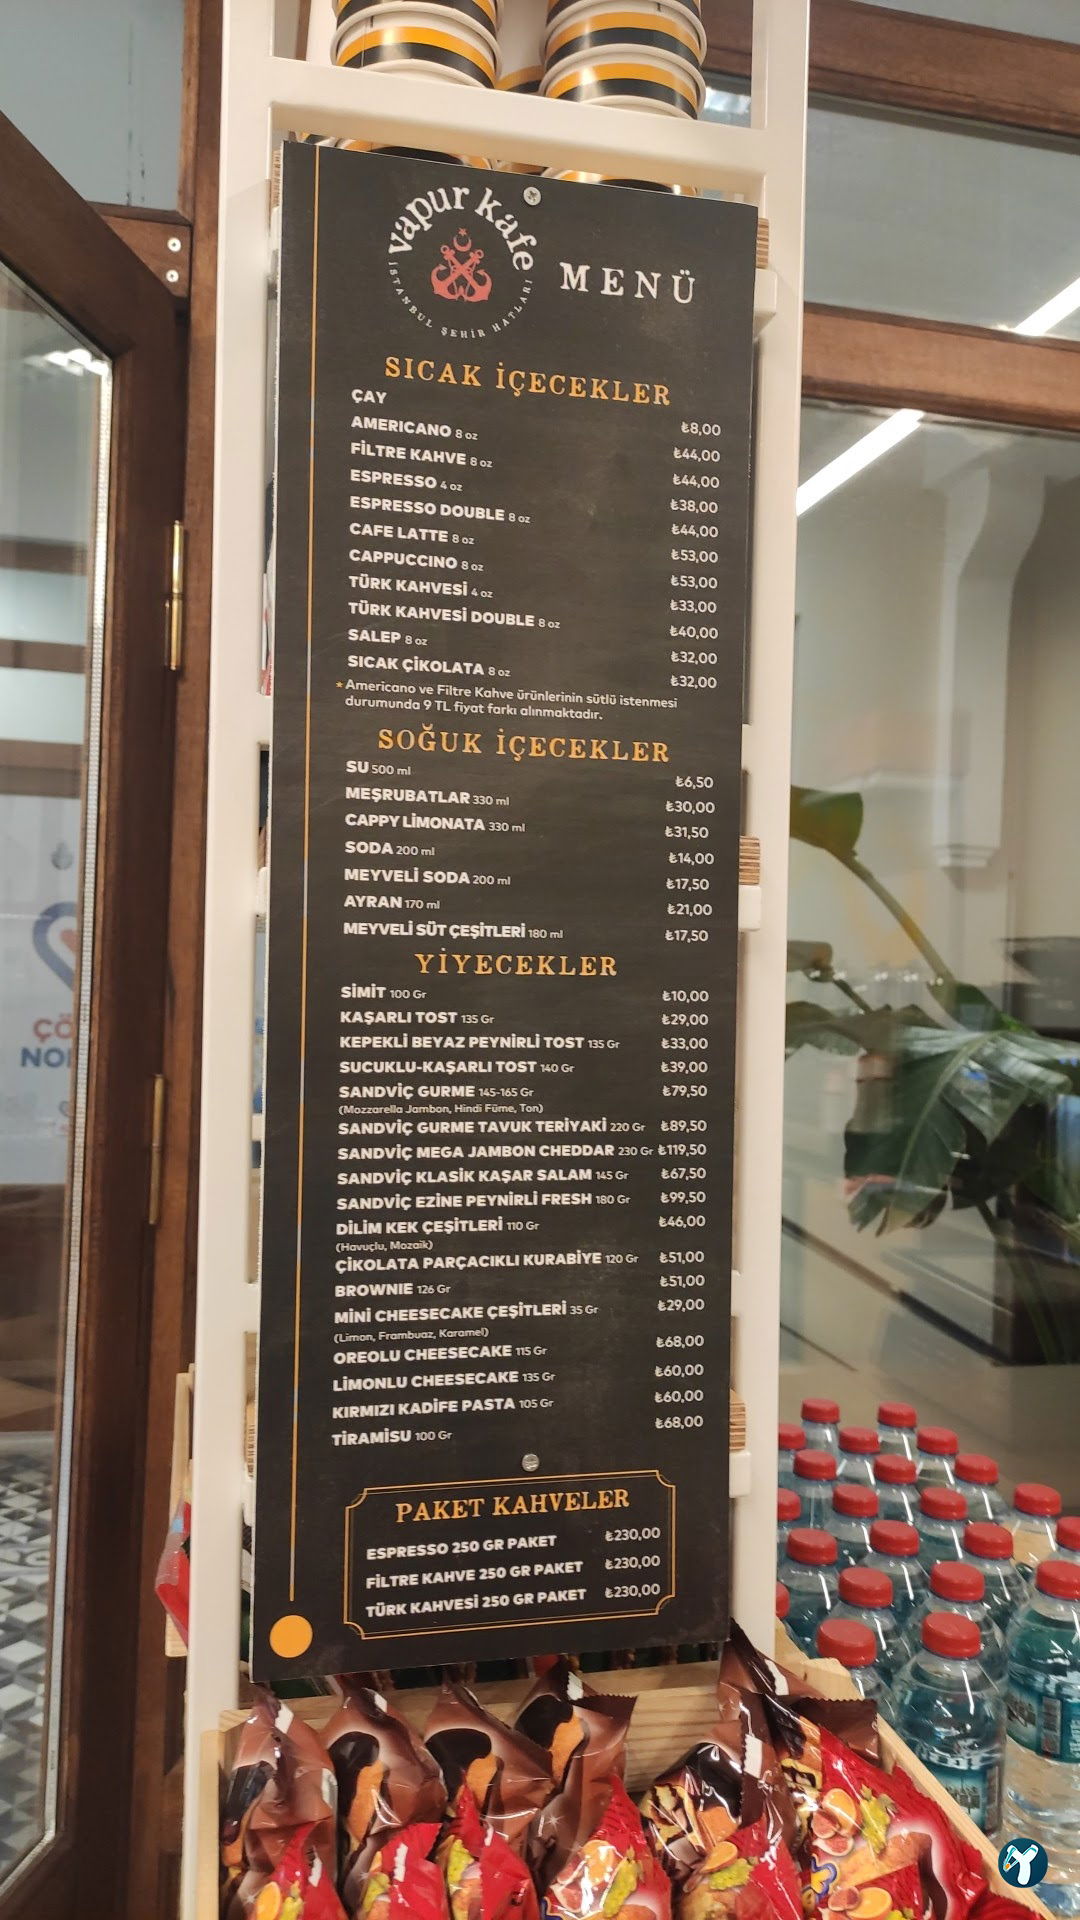 vapur kafe
İSTANBUL ŞEHİR HATLARI
MENÜ
SICAK İÇECEKLER
ÇAY ₺8,00
AMERICANO 8 oz ₺44,00
FİLTRE KAHVE 8 oz ₺44,00
ESPRESSO 4 oz ₺38,00
ESPRESSO DOUBLE 8 oz ₺44,00
CAFE LATTE 8 oz ₺53,00
CAPPUCCINO 8 oz ₺53,00
TÜRK KAHVESİ 4 oz ₺33,00
TÜRK KAHVESİ DOUBLE 8 oz ₺40,00
SALEP 8 oz ₺32,00
SICAK ÇİKOLATA 8 oz ₺32,00
* Americano ve Filtre Kahve ürünlerinin sütlü istenmesi
durumunda 9 TL fiyat farkı alınmaktadır.
SOĞUK İÇECEKLER
SU 500 ml ₺6,50
MEŞRUBATLAR 330 ml ₺30,00
CAPPY LİMONATA 330 ml ₺31,50
SODA 200 ml ₺14,00
MEYVELİ SODA 200 ml ₺17,50
AYRAN 170 ml ₺21,00
MEYVELİ SÜT ÇEŞİTLERİ 180 ml ₺17,50
YİYECEKLER
SİMİT 100 Gr ₺10,00
KAŞARLI TOST 135 Gr ₺29,00
KEPEKLİ BEYAZ PEYNİRLİ TOST 135 Gr ₺33,00
SUCUKLU-KAŞARLI TOST 140 Gr ₺39,00
SANDVİÇ GURME 145-165 Gr ₺79,50
(Mozzarella Jambon, Hindi Füme, Ton)
SANDVİÇ GURME TAVUK TERİYAKİ 220 Gr ₺89,50
SANDVİÇ MEGA JAMBON CHEDDAR 230 Gr ₺119,50
SANDVİÇ KLASİK KAŞAR SALAM 145 Gr ₺67,50
SANDVİÇ EZİNE PEYNİRLİ FRESH 180 Gr ₺99,50
DİLİM KEK ÇEŞİTLERİ 110 Gr ₺46,00
(Havuçlu, Mozaik)
ÇİKOLATA PARÇACIKLI KURABİYE 120 Gr ₺51,00
BROWNIE 126 Gr ₺51,00
MİNİ CHEESECAKE ÇEŞİTLERİ 35 Gr ₺29,00
(Limon, Frambuaz, Karamel)
OREOLU CHEESECAKE 115 Gr ₺68,00
LİMONLU CHEESECAKE 135 Gr ₺60,00
KIRMIZI KADİFE PASTA 105 Gr ₺60,00
TİRAMİSU 100 Gr ₺68,00
PAKET KAHVELER
ESPRESSO 250 GR PAKET ₺230,00
FİLTRE KAHVE 250 GR PAKET ₺230,00
TÜRK KAHVESİ 250 GR PAKET ₺230,00